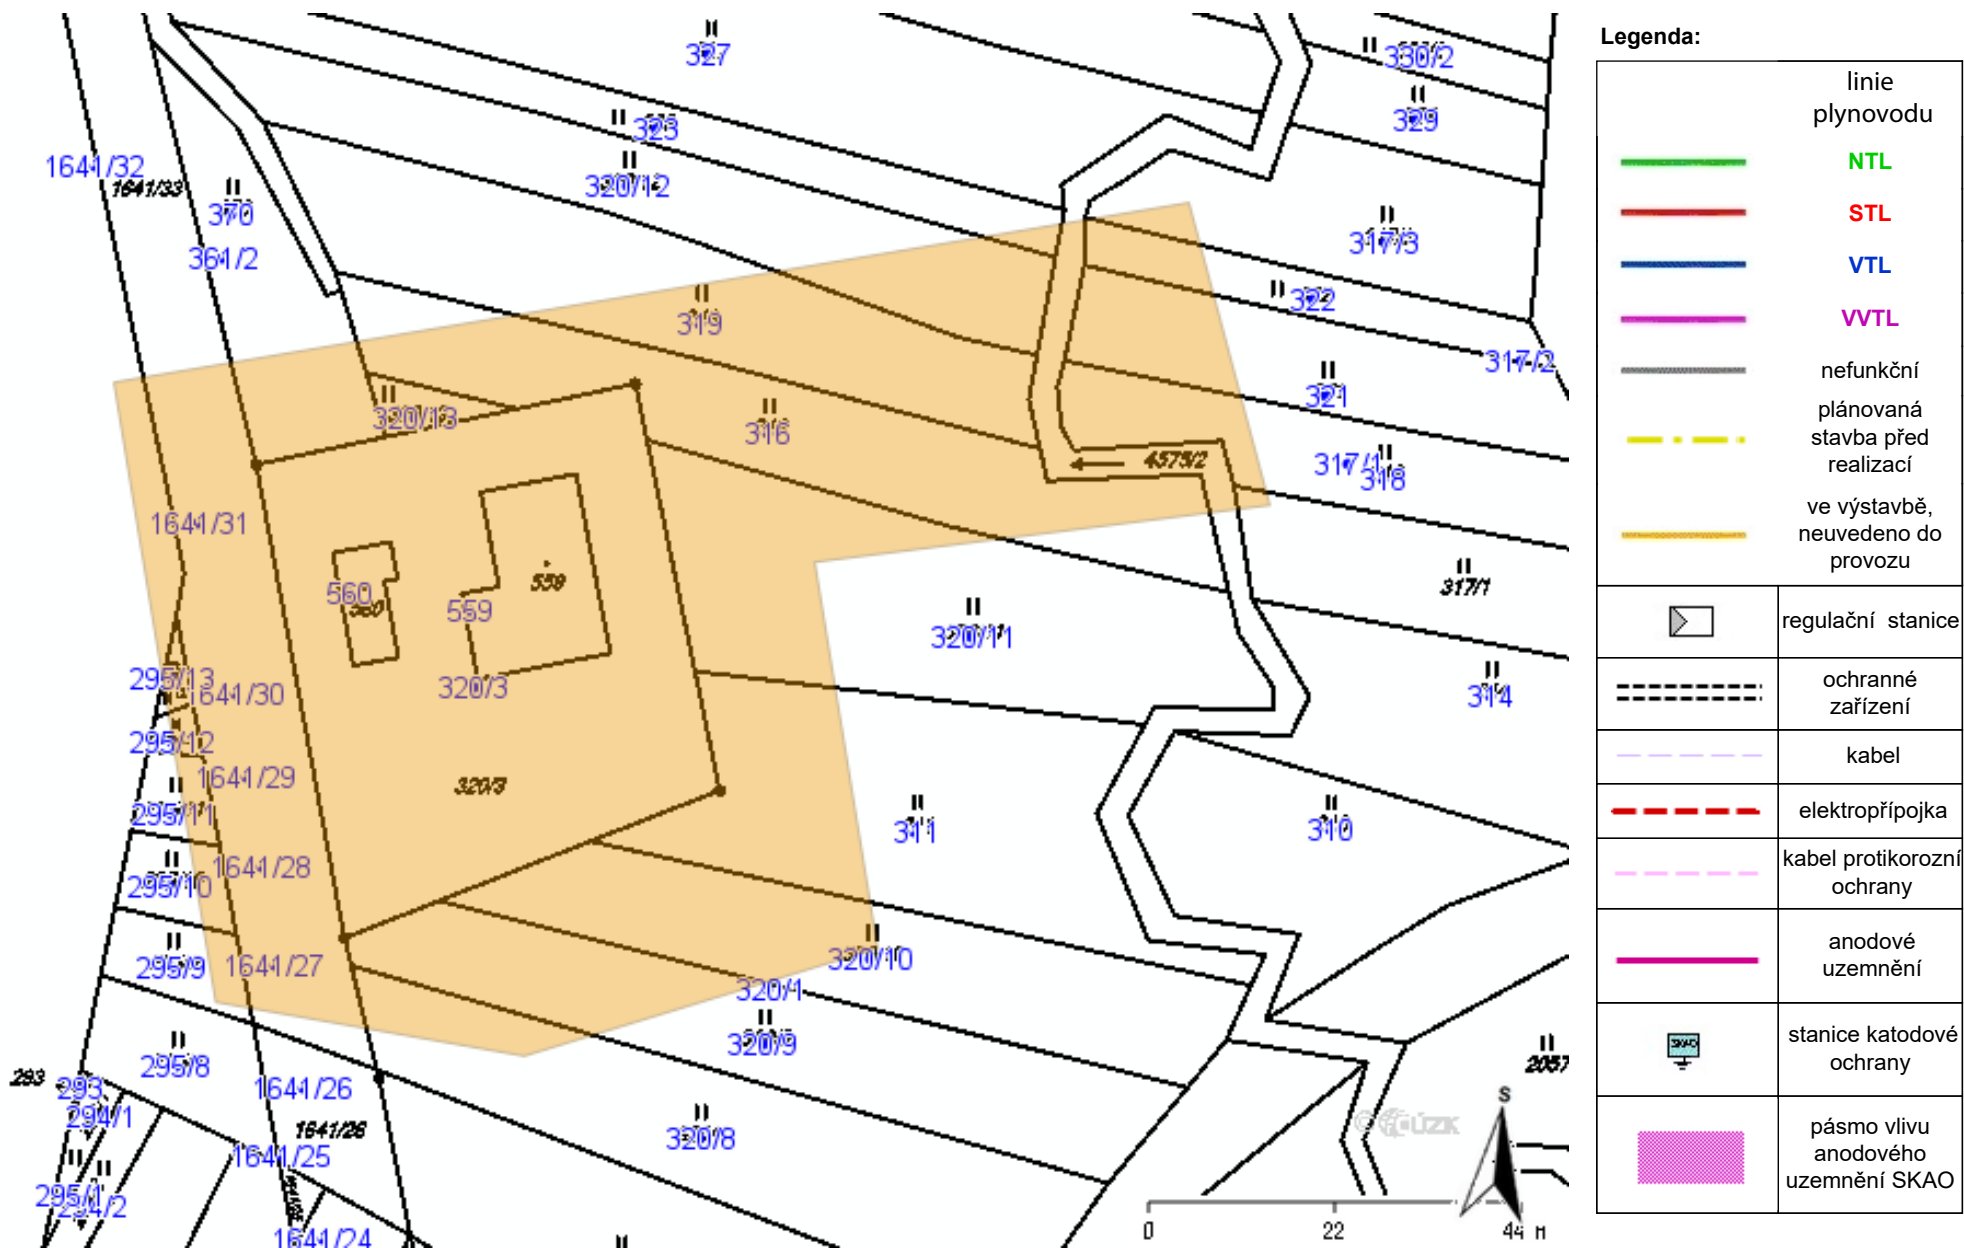 327
330/2
329
323
320/12
1641/32
1641/33
370
361/2
317/3
322
319
317/2
321
320/13
316
4575/2
317/1
318
1641/31
560
559
559
317/1
320/11
295/13
1641/30
320/3
314
295/12
1641/29
320/3
295/11
311
310
1641/28
295/10
295/9
1641/27
320/10
320/1
320/9
295/8
2057
293
293
1641/26
294/1
1641/26
320/8
1641/25
295/1
294/2
1641/24
S
0
22
44
Legenda:
linie
plynovodu
NTL
STL
VTL
VVTL
nefunkční
plánovaná
stavba před
realizací
ve výstavbě,
neuvedeno do
provozu
regulační stanice
ochranné
zařízení
kabel
elektropřípojka
kabel protikorozní
ochrany
anodové
uzemnění
SKAO
stanice katodové
ochrany
pásmo vlivu
anodového
uzemnění SKAO